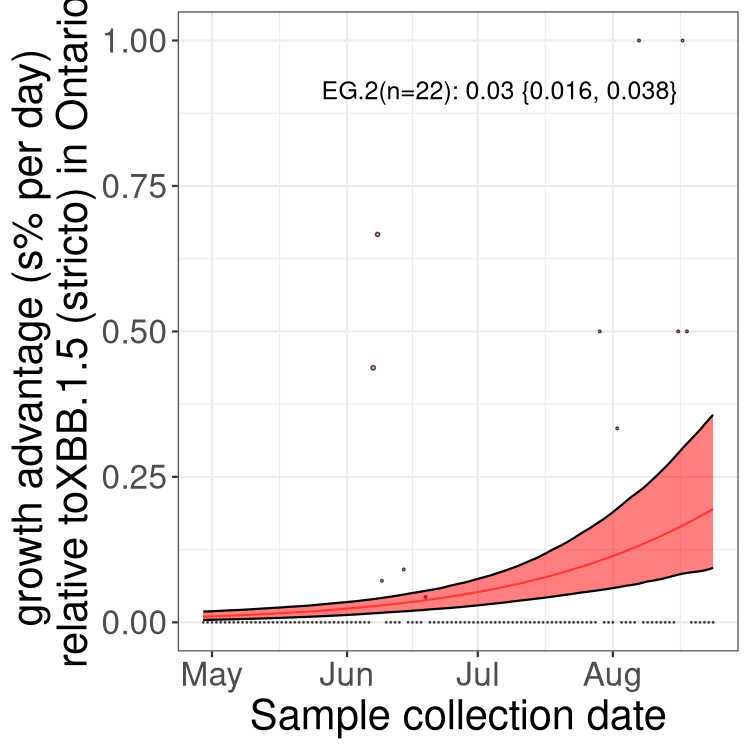 growth advantage (s% per day)
relative toXBB.1.5 (stricto) in Ontario
1.00
0.75
0.50
0.25
0.00
EG.2(n=22): 0.03 {0.016, 0.038}
May Jun Jul Aug
Sample collection date